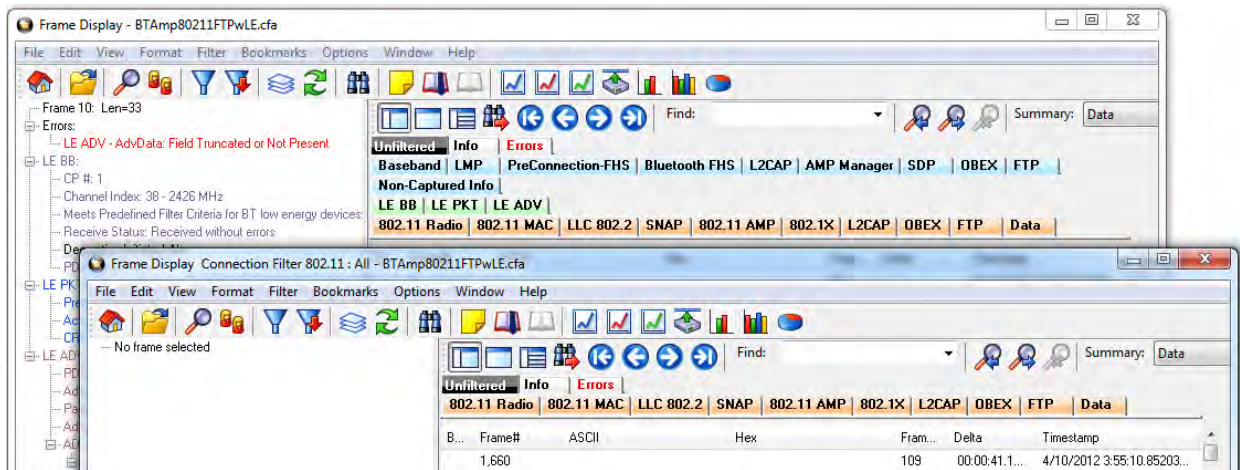 Frame Display - BTAmp80211FTPwLE.cfa
File Edit View Format Filter Bookmarks Options Window Help
Frame 10: Len=33
Errors:
LE ADV - AdvData: Field Truncated or Not Present
LE BB:
CP #: 1
Channel Index: 38 - 2426 MHz
Meets Predefined Filter Criteria for BT low energy devices:
Receive Status: Received without errors
LE PK
LE AD
Find:
Summary: Data
Unfiltered Info Errors
Baseband LMP PreConnection-FHS Bluetooth FHS L2CAP AMP Manager SDP OBEX FTP
Non-Captured Info
LE BB LE PKT LE ADV
802.11 Radio 802.11 MAC LLC 802.2 SNAP 802.11 AMP 802.1X L2CAP OBEX FTP Data
Frame Display Connection Filter 802.11 : All - BTAmp80211FTPwLE.cfa
File Edit View Format Filter Bookmarks Options Window Help
No frame selected
Find:
Summary: Data
Unfiltered Info Errors
802.11 Radio 802.11 MAC LLC 802.2 SNAP 802.11 AMP 802.1X L2CAP OBEX FTP Data
B... Frame# ASCII Hex Fram... Delta Timestamp
1,660 109 00:00:41.1... 4/10/2012 3:55:10.85203...